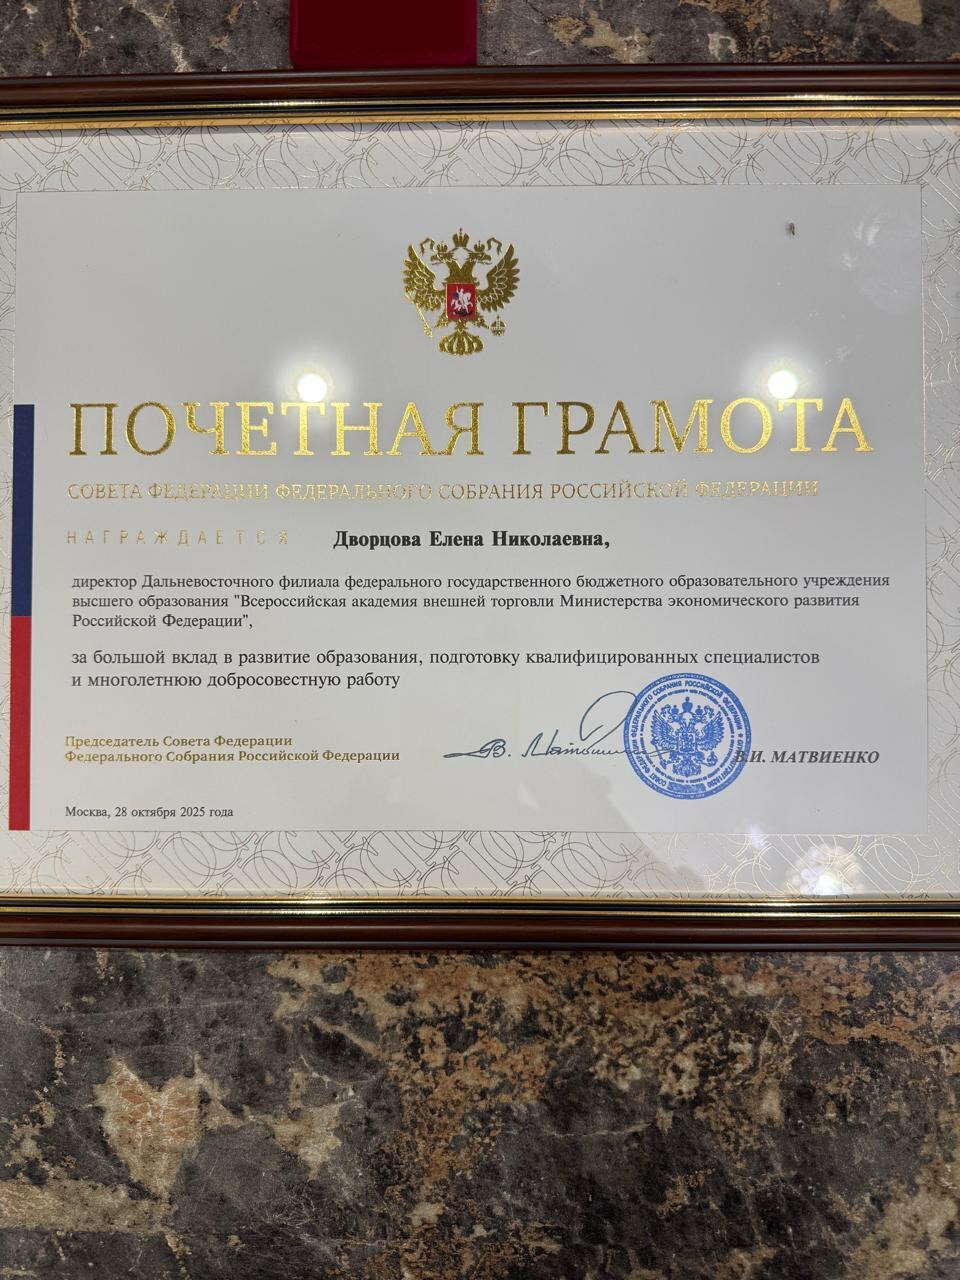 ПОЧЕТНАЯ ГРАМОТА
СОВЕТА ФЕДЕРАЦИИ ФЕДЕРАЛЬНОГО СОБРАНИЯ РОССИЙСКОЙ ФЕДЕРАЦИИ
НАГРАЖДАЕТСЯ Дворцова Елена Николаевна,
директор Дальневосточного филиала федерального государственного бюджетного образовательного учреждения
высшего образования "Всероссийская академия внешней торговли Министерства экономического развития
Российской Федерации",
за большой вклад в развитие образования, подготовку квалифицированных специалистов
и многолетнюю добросовестную работу
Председатель Совета Федерации
Федерального Собрания Российской Федерации
В.И. МАТВИЕНКО
Москва, 28 октября 2025 года